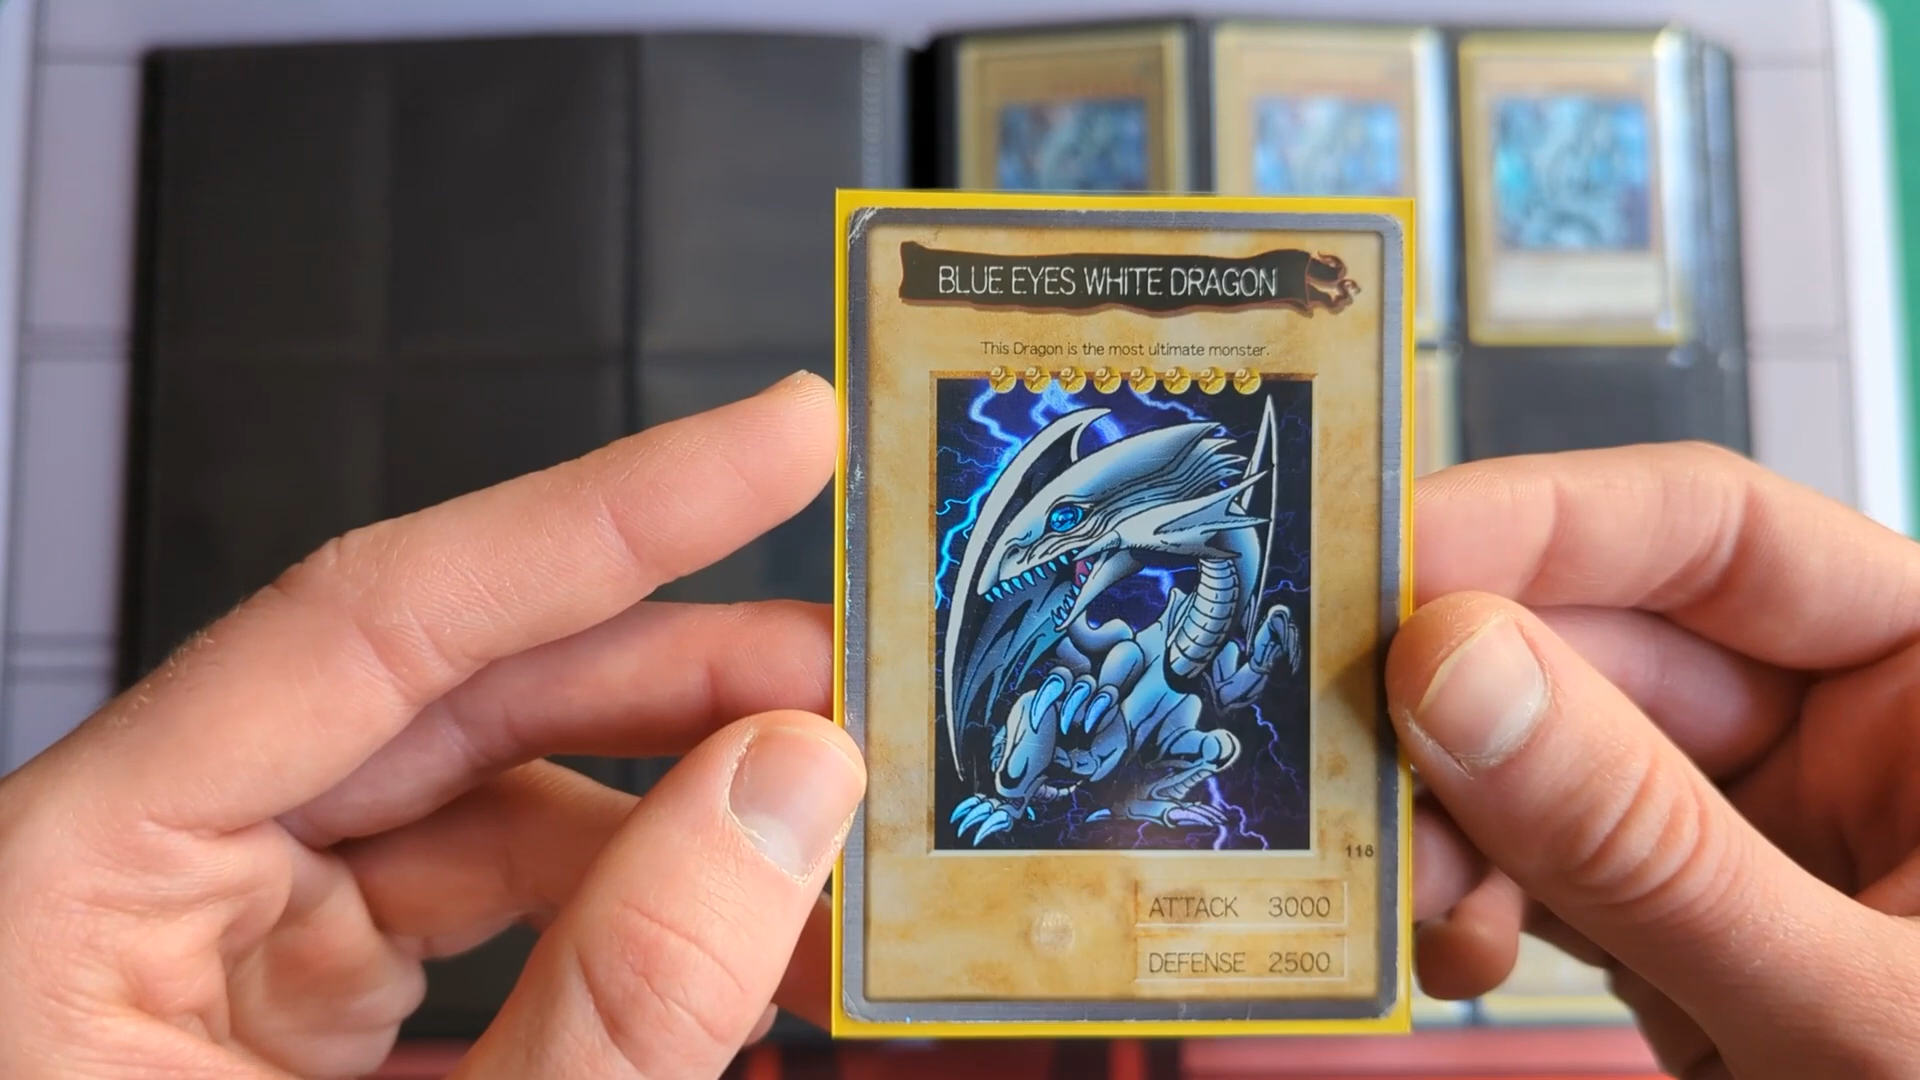 BLUE EYES WHITE DRAGON
This Dragon is the most ultimate monster.
118
ATTACK 3000
DEFENSE 2500